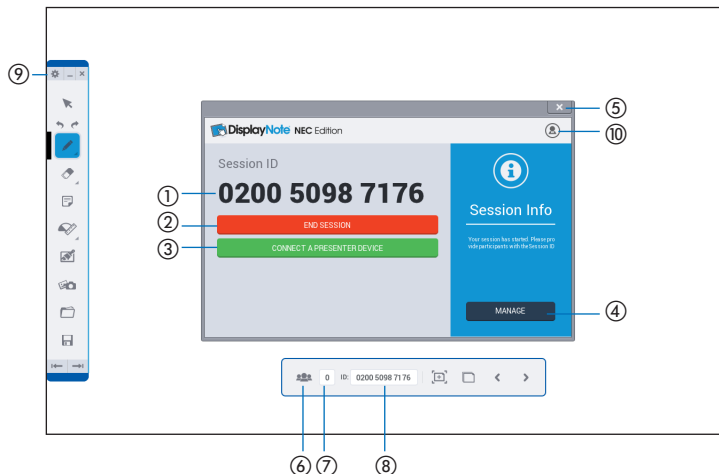 ⑨
DisplayNote NEC Edition
⑤
⑩
Session ID
① 0200 5098 7176
② END SESSION
③ CONNECT A PRESENTER DEVICE
Session Info
Your session has started. Please pro
vide participants with the Session ID
MANAGE ④
0 ID: 0200 5098 7176
⑥ ⑦ ⑧